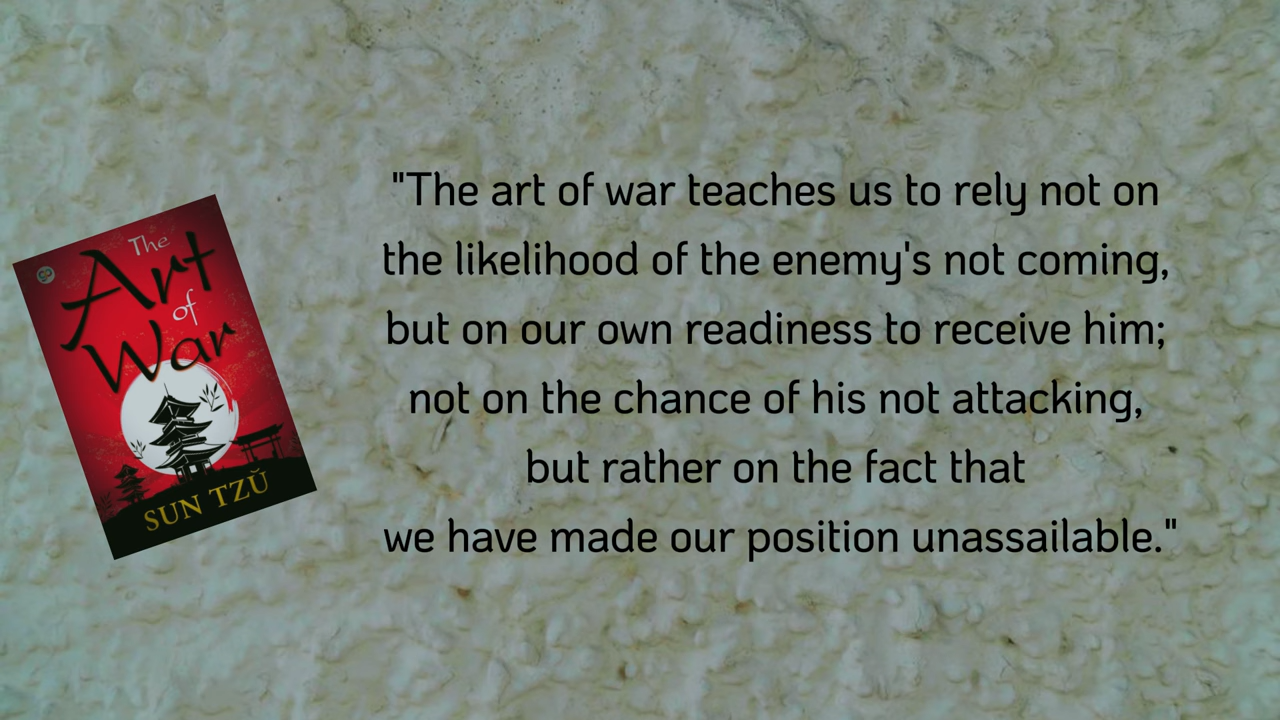 The
Art
of
War
SUN TZŬ
"The art of war teaches us to rely not on
the likelihood of the enemy's not coming,
but on our own readiness to receive him;
not on the chance of his not attacking,
but rather on the fact that
we have made our position unassailable."